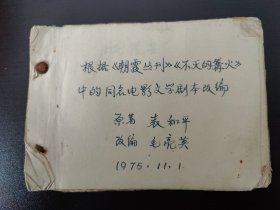 根据《朝霞丛刊》《不灭的篝火》
中的同名电影文学剧本改编
原著 袁和平
改编 毛亮英
1975.11.1.